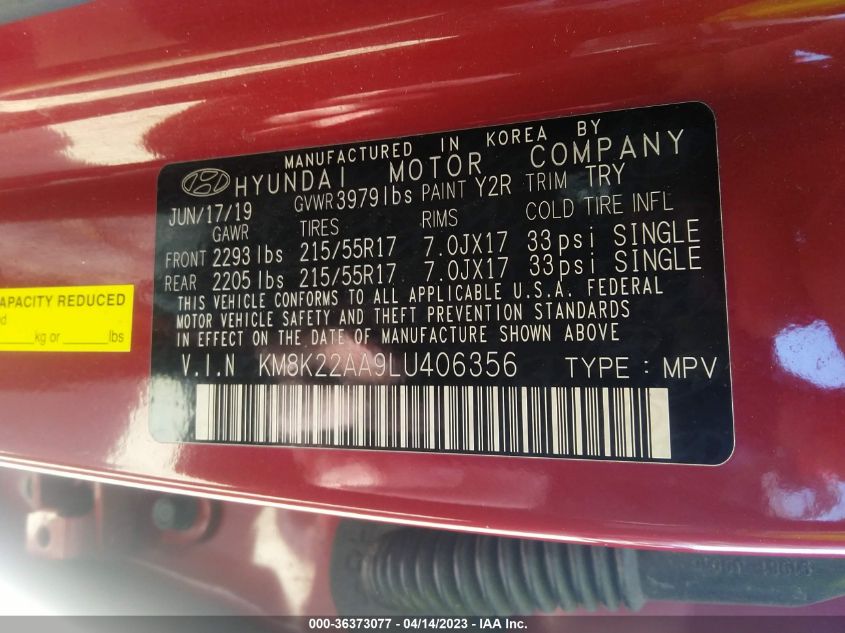 MANUFACTURED IN KOREA BY
HYUNDAI MOTOR COMPANY
JUN/17/19 GVWR 3979 lbs PAINT Y2R TRIM TRY
GAWR TIRES RIMS COLD TIRE INFL
FRONT 2293 lbs 215/55R17 7.0JX17 33 psi SINGLE
REAR 2205 lbs 215/55R17 7.0JX17 33 psi SINGLE
THIS VEHICLE CONFORMS TO ALL APPLICABLE U.S.A. FEDERAL
MOTOR VEHICLE SAFETY AND THEFT PREVENTION STANDARDS
IN EFFECT ON THE DATE OF MANUFACTURE SHOWN ABOVE
V.I.N KM8K22AA9LU406356 TYPE : MPV
CAPACITY REDUCED
kg or lbs
000-36373077 - 04/14/2023 - IAA Inc.